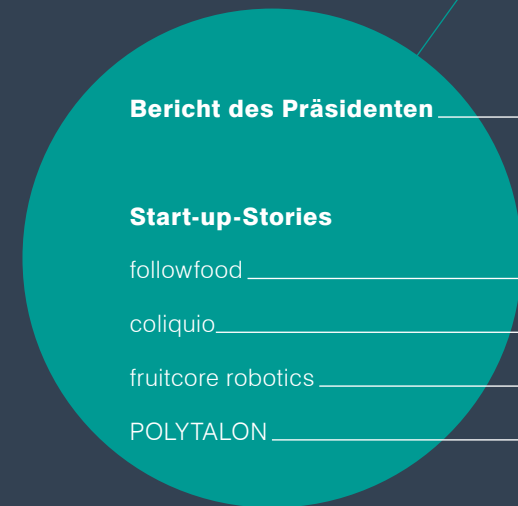 Bericht des Präsidenten
Start-up-Stories
followfood
coliquio
fruitcore robotics
POLYTALON